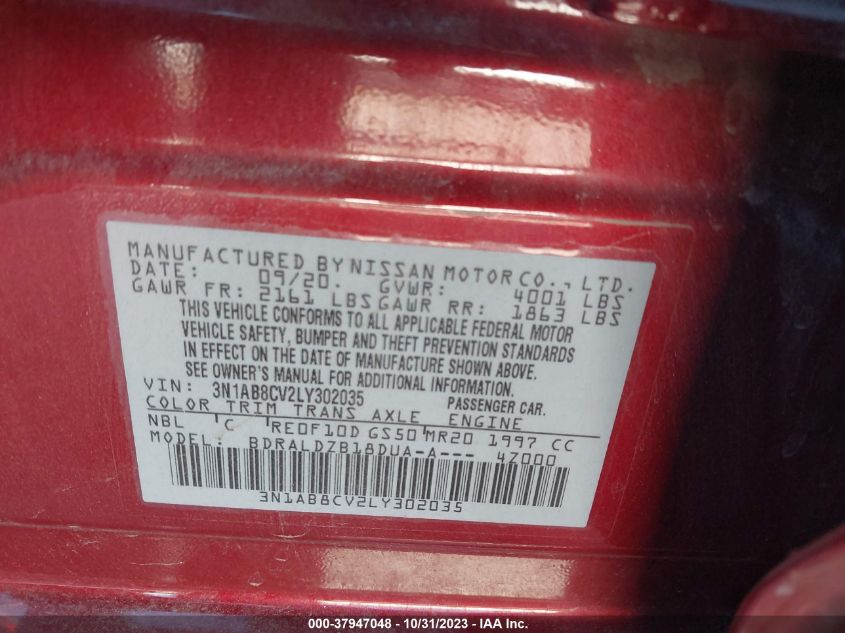 MANUFACTURED BY NISSAN MOTOR CO., LTD.
DATE: 09/20. GVWR: 4001 LBS
GAWR FR: 2161 LBS GAWR RR: 1863 LBS
THIS VEHICLE CONFORMS TO ALL APPLICABLE FEDERAL MOTOR
VEHICLE SAFETY, BUMPER AND THEFT PREVENTION STANDARDS
IN EFFECT ON THE DATE OF MANUFACTURE SHOWN ABOVE.
SEE OWNER'S MANUAL FOR ADDITIONAL INFORMATION.
VIN: 3N1AB8CV2LY302035 PASSENGER CAR.
COLOR TRIM TRANS AXLE ENGINE
NBL C RE0F10D GS50 MR20 1997 CC
MODEL: BDRALDZB18DUA-A--- 4Z000
3N1AB8CV2LY302035
000-37947048 - 10/31/2023 - © IAA, Inc.